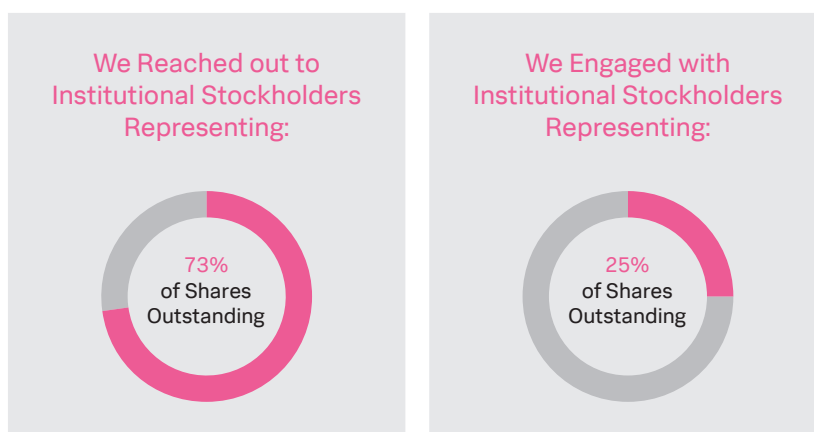 We Reached out to
Institutional Stockholders
Representing:
73%
of Shares
Outstanding
We Engaged with
Institutional Stockholders
Representing:
25%
of Shares
Outstanding